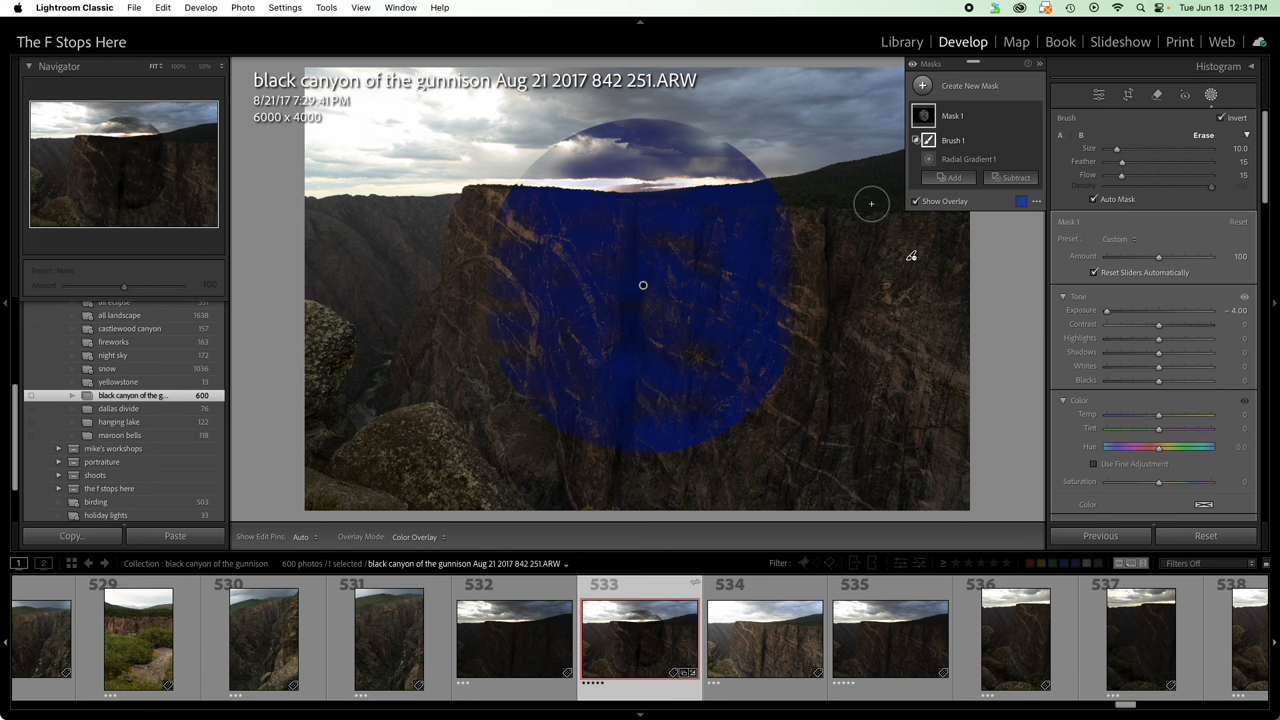 Lightroom Classic File Edit Develop Photo Settings Tools View Window Help Tue Jun 18 12:31PM
The F Stops Here Library Develop Map Book Slideshow Print Web
Navigator FIT 100% 50%
Preset: None
Amount 100
all eclipse 351
all landscape 1638
castlewood canyon 157
fireworks 163
night sky 172
snow 1036
yellowstone 13
black canyon of the g... 600
dallas divide 76
hanging lake 122
maroon bells 118
mike's workshops
portraiture
shoots
the f stops here
birding 503
holiday lights 33
Copy... Paste
black canyon of the gunnison Aug 21 2017 842 251.ARW
8/21/17 7:29:41 PM
6000 x 4000
Masks
Create New Mask
Mask 1
Brush 1
Radial Gradient 1
Add Subtract
Show Overlay
Histogram
Brush Invert
A B Erase
Size 10.0
Feather 15
Flow 15
Density 100
Auto Mask
Mask 1 Reset
Preset: Custom
Amount 100
Reset Sliders Automatically
Tone
Exposure – 4.00
Contrast 0
Highlights 0
Shadows 0
Whites 0
Blacks 0
Color
Temp 0
Tint 0
Hue 0.0
Use Fine Adjustment
Saturation 0
Color
Previous Reset
Show Edit Pins: Auto Overlay Mode: Color Overlay
1 2 Collection : black canyon of the gunnison 600 photos / 1 selected / black canyon of the gunnison Aug 21 2017 842 251.ARW Filter : Filters Off
529 530 531 532 533 534 535 536 537 538